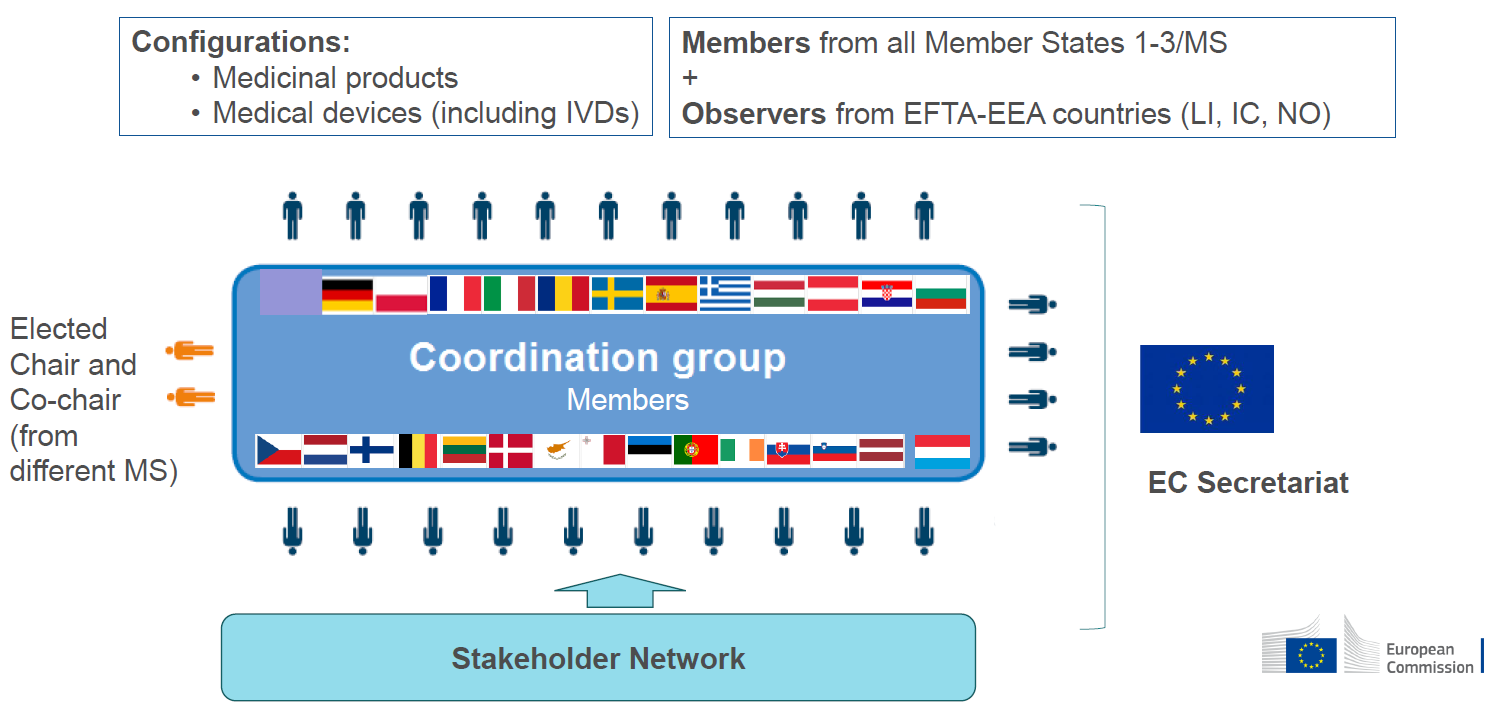 Configurations:
• Medicinal products
• Medical devices (including IVDs)
Members from all Member States 1-3/MS
+
Observers from EFTA-EEA countries (LI, IC, NO)
Elected
Chair and
Co-chair
(from
different MS)
Coordination group
Members
EC Secretariat
Stakeholder Network
European
Commission